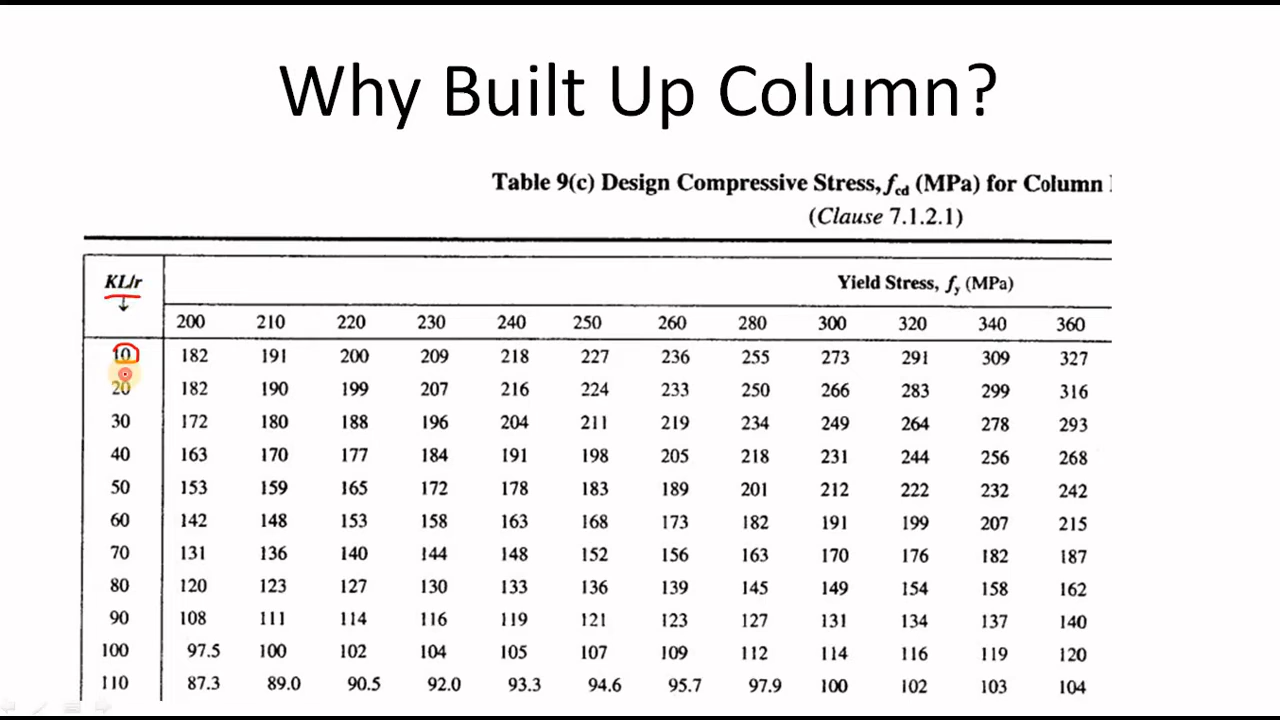 Why Built Up Column?
Table 9(c) Design Compressive Stress, fcd (MPa) for Column
(Clause 7.1.2.1)
KL/r Yield Stress, fy (MPa)
↓
200 210 220 230 240 250 260 280 300 320 340 360
10 182 191 200 209 218 227 236 255 273 291 309 327
20 182 190 199 207 216 224 233 250 266 283 299 316
30 172 180 188 196 204 211 219 234 249 264 278 293
40 163 170 177 184 191 198 205 218 231 244 256 268
50 153 159 165 172 178 183 189 201 212 222 232 242
60 142 148 153 158 163 168 173 182 191 199 207 215
70 131 136 140 144 148 152 156 163 170 176 182 187
80 120 123 127 130 133 136 139 145 149 154 158 162
90 108 111 114 116 119 121 123 127 131 134 137 140
100 97.5 100 102 104 105 107 109 112 114 116 119 120
110 87.3 89.0 90.5 92.0 93.3 94.6 95.7 97.9 100 102 103 104